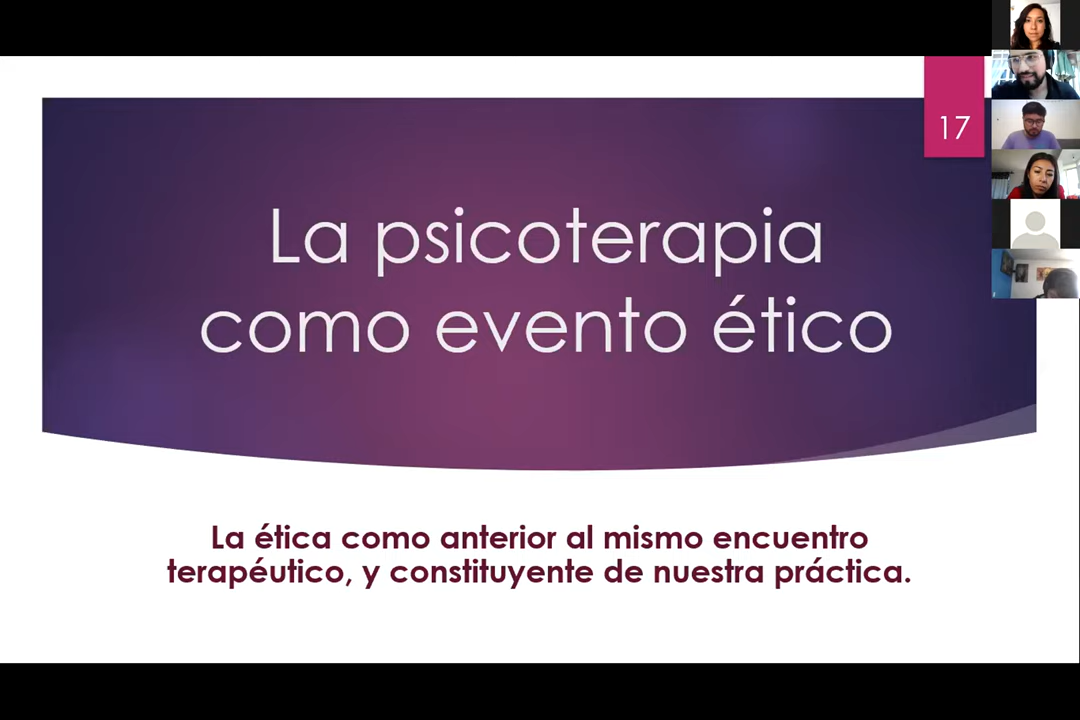 17
La psicoterapia
como evento ético
La ética como anterior al mismo encuentro
terapéutico, y constituyente de nuestra práctica.